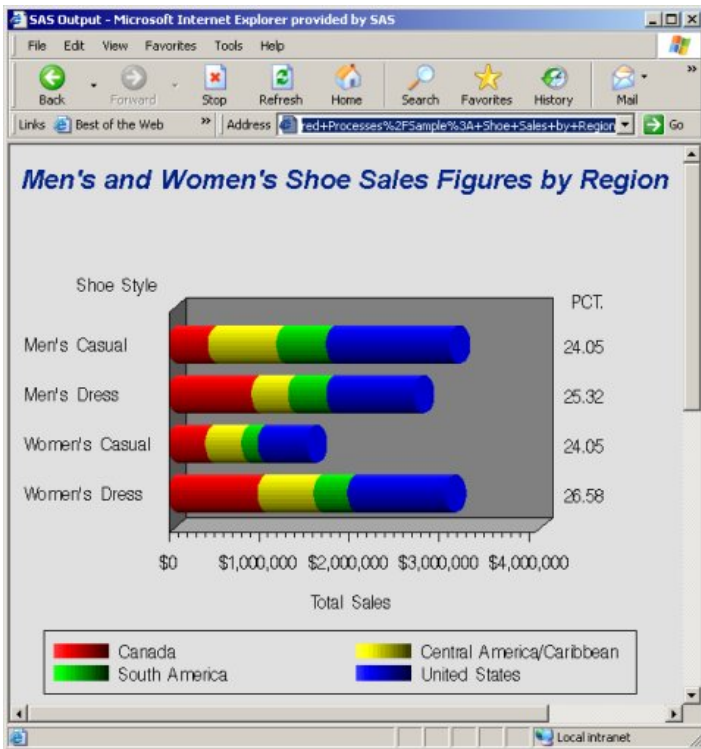 SAS Output - Microsoft Internet Explorer provided by SAS
File Edit View Favorites Tools Help
Back Forward Stop Refresh Home Search Favorites History Mail »
Links Best of the Web » Address red+Processes%2FSample%3A+Shoe+Sales+by+Region Go
Men's and Women's Shoe Sales Figures by Region
Shoe Style
PCT.
Men's Casual 24.05
Men's Dress 25.32
Women's Casual 24.05
Women's Dress 26.58
$0 $1,000,000 $2,000,000 $3,000,000 $4,000,000
Total Sales
Canada Central America/Caribbean
South America United States
Local intranet